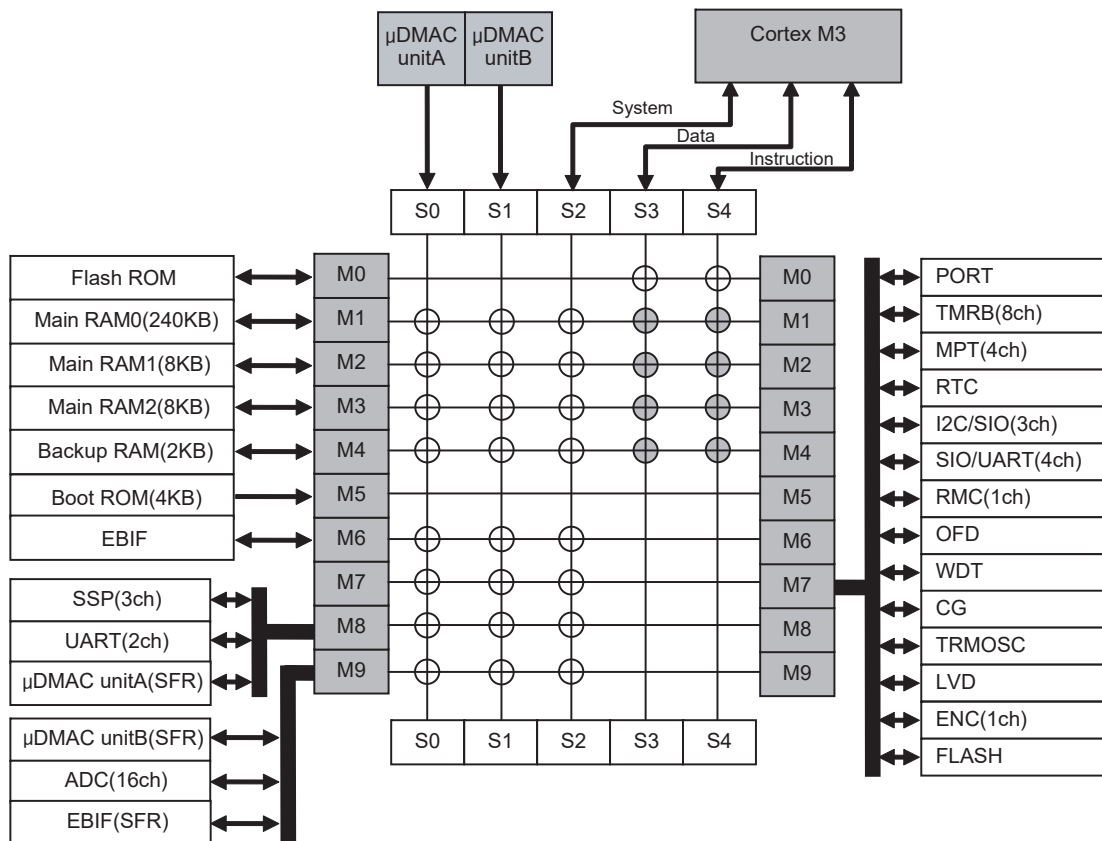 µDMAC unitA
µDMAC unitB
Cortex M3
System
Data
Instruction
S0 S1 S2 S3 S4
Flash ROM
Main RAM0(240KB)
Main RAM1(8KB)
Main RAM2(8KB)
Backup RAM(2KB)
Boot ROM(4KB)
EBIF
SSP(3ch)
UART(2ch)
µDMAC unitA(SFR)
µDMAC unitB(SFR)
ADC(16ch)
EBIF(SFR)
M0
M1
M2
M3
M4
M5
M6
M7
M8
M9
M0
M1
M2
M3
M4
M5
M6
M7
M8
M9
S0 S1 S2 S3 S4
PORT
TMRB(8ch)
MPT(4ch)
RTC
I2C/SIO(3ch)
SIO/UART(4ch)
RMC(1ch)
OFD
WDT
CG
TRMOSC
LVD
ENC(1ch)
FLASH